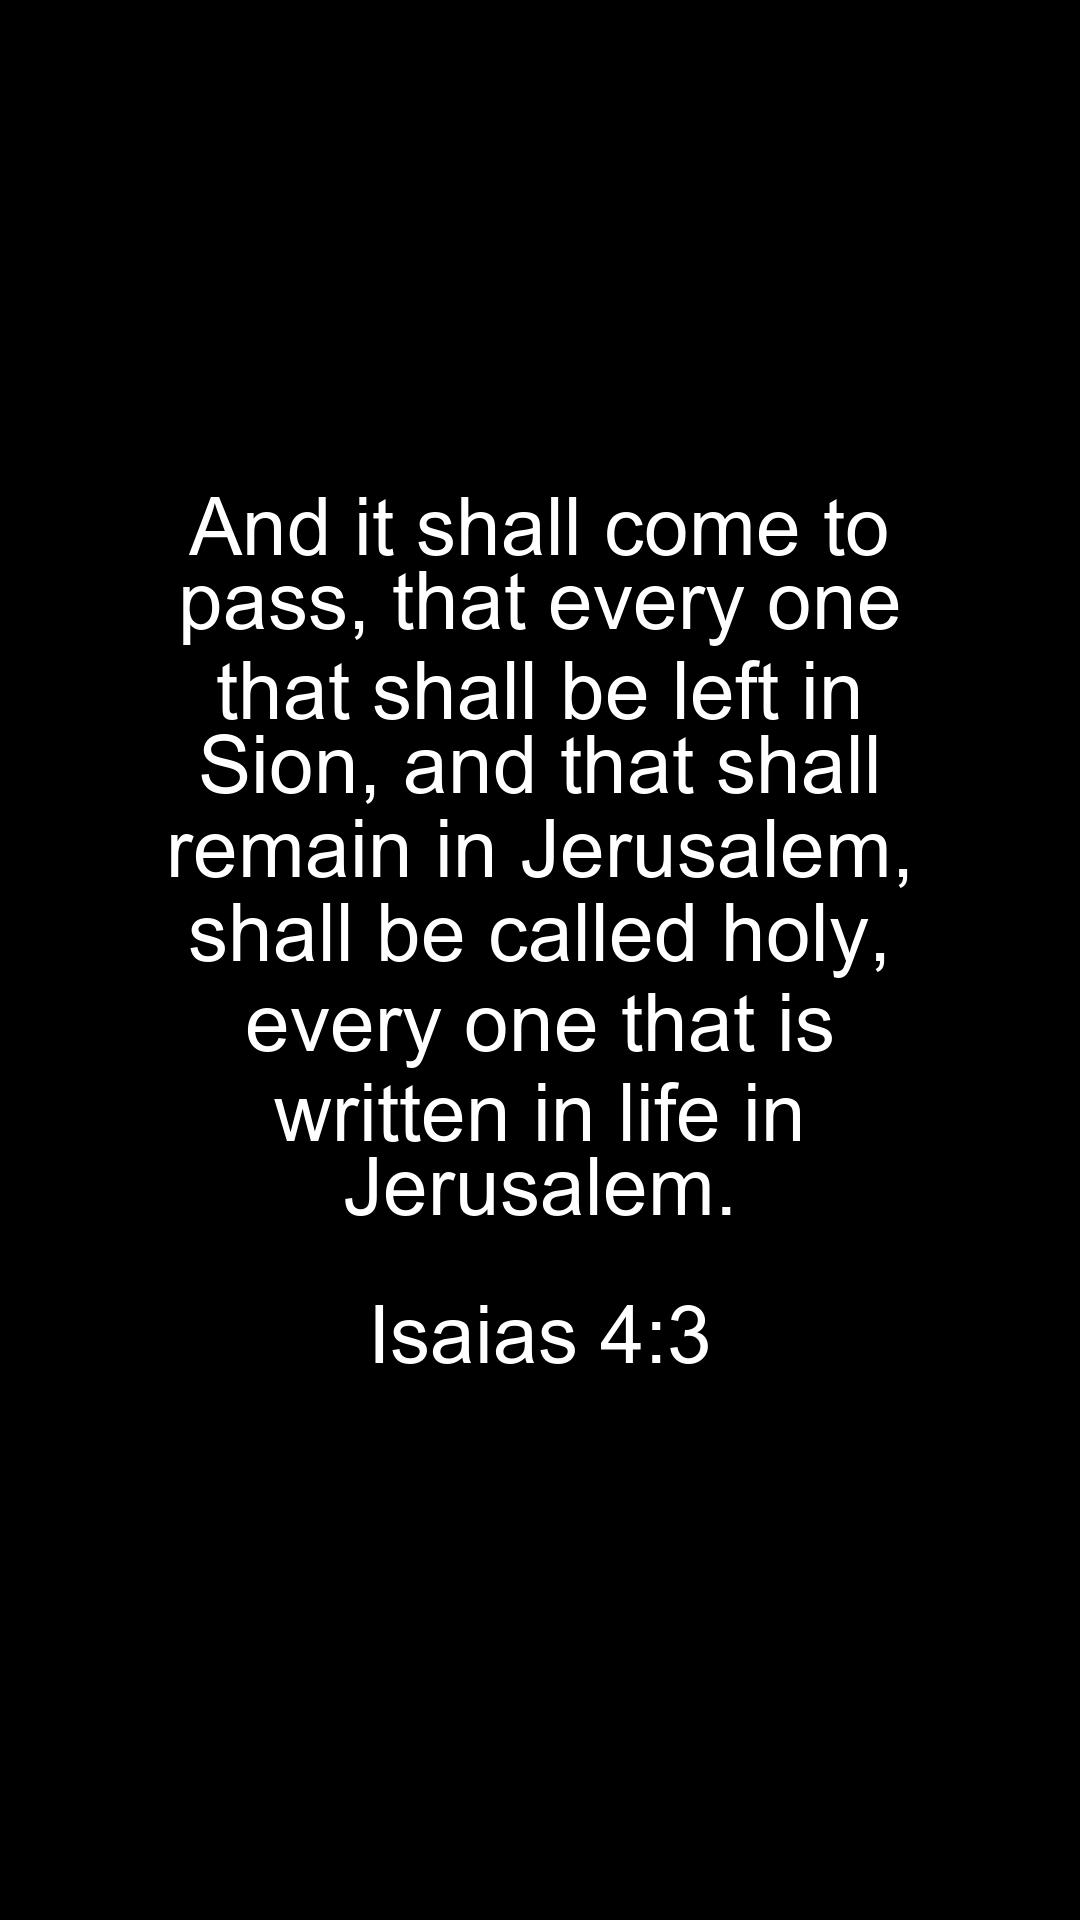 And it shall come to
pass, that every one
that shall be left in
Sion, and that shall
remain in Jerusalem,
shall be called holy,
every one that is
written in life in
Jerusalem.
Isaias 4:3